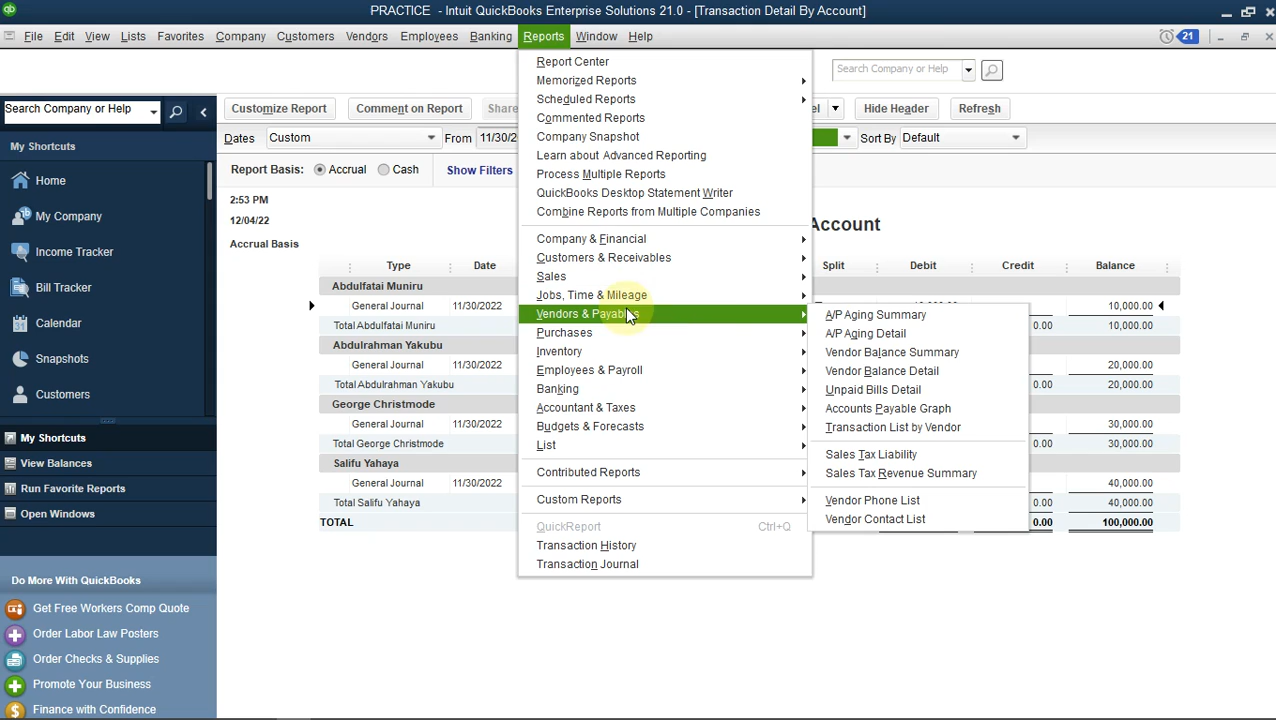 PRACTICE - Intuit QuickBooks Enterprise Solutions 21.0 - [Transaction Detail By Account]
File Edit View Lists Favorites Company Customers Vendors Employees Banking Reports Window Help 21
Search Company or Help
Search Company or Help
Customize Report Comment on Report Shar el Hide Header Refresh
Dates Custom From 11/30/2 Sort By Default
Report Basis: Accrual Cash Show Filters
2:53 PM
12/04/22
Accrual Basis
Account
Type Date Split Debit Credit Balance
Abdulfatai Muniru
General Journal 11/30/2022 10,000.00
Total Abdulfatai Muniru 0.00 10,000.00
Abdulrahman Yakubu
General Journal 11/30/2022 20,000.00
Total Abdulrahman Yakubu 0.00 20,000.00
George Christmode
General Journal 11/30/2022 30,000.00
Total George Christmode 0.00 30,000.00
Salifu Yahaya
General Journal 11/30/2022 40,000.00
Total Salifu Yahaya 0.00 40,000.00
TOTAL 0.00 100,000.00
My Shortcuts
Home
My Company
Income Tracker
Bill Tracker
Calendar
Snapshots
Customers
My Shortcuts
View Balances
Run Favorite Reports
Open Windows
Do More With QuickBooks
Get Free Workers Comp Quote
Order Labor Law Posters
Order Checks & Supplies
Promote Your Business
Finance with Confidence
Report Center
Memorized Reports
Scheduled Reports
Commented Reports
Company Snapshot
Learn about Advanced Reporting
Process Multiple Reports
QuickBooks Desktop Statement Writer
Combine Reports from Multiple Companies
Company & Financial
Customers & Receivables
Sales
Jobs, Time & Mileage
Vendors & Payables
Purchases
Inventory
Employees & Payroll
Banking
Accountant & Taxes
Budgets & Forecasts
List
Contributed Reports
Custom Reports
QuickReport Ctrl+Q
Transaction History
Transaction Journal
A/P Aging Summary
A/P Aging Detail
Vendor Balance Summary
Vendor Balance Detail
Unpaid Bills Detail
Accounts Payable Graph
Transaction List by Vendor
Sales Tax Liability
Sales Tax Revenue Summary
Vendor Phone List
Vendor Contact List